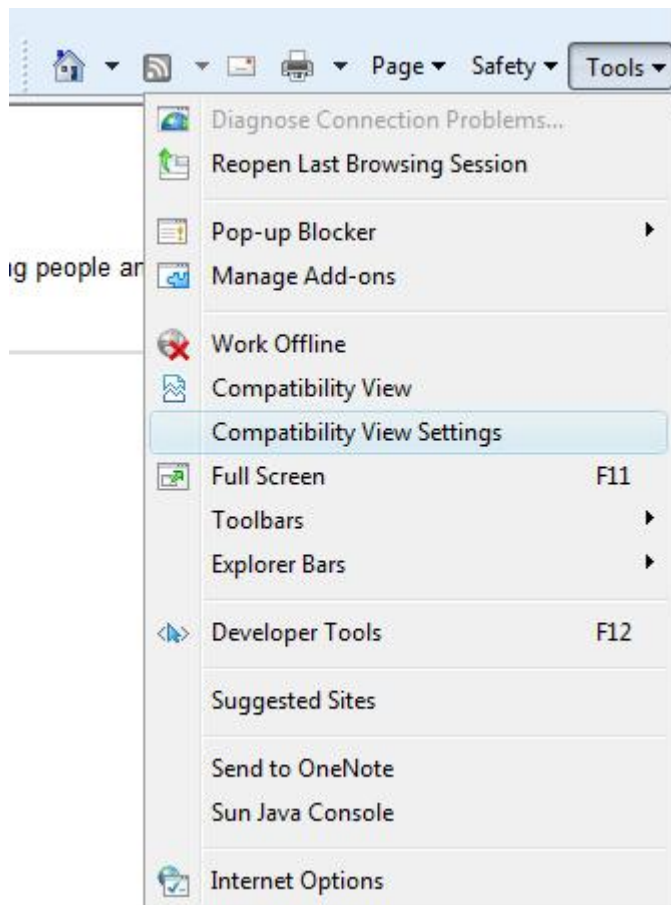 Page Safety Tools
Diagnose Connection Problems...
Reopen Last Browsing Session
Pop-up Blocker
ng people an
Manage Add-ons
Work Offline
Compatibility View
Compatibility View Settings
Full Screen F11
Toolbars
Explorer Bars
Developer Tools F12
Suggested Sites
Send to OneNote
Sun Java Console
Internet Options